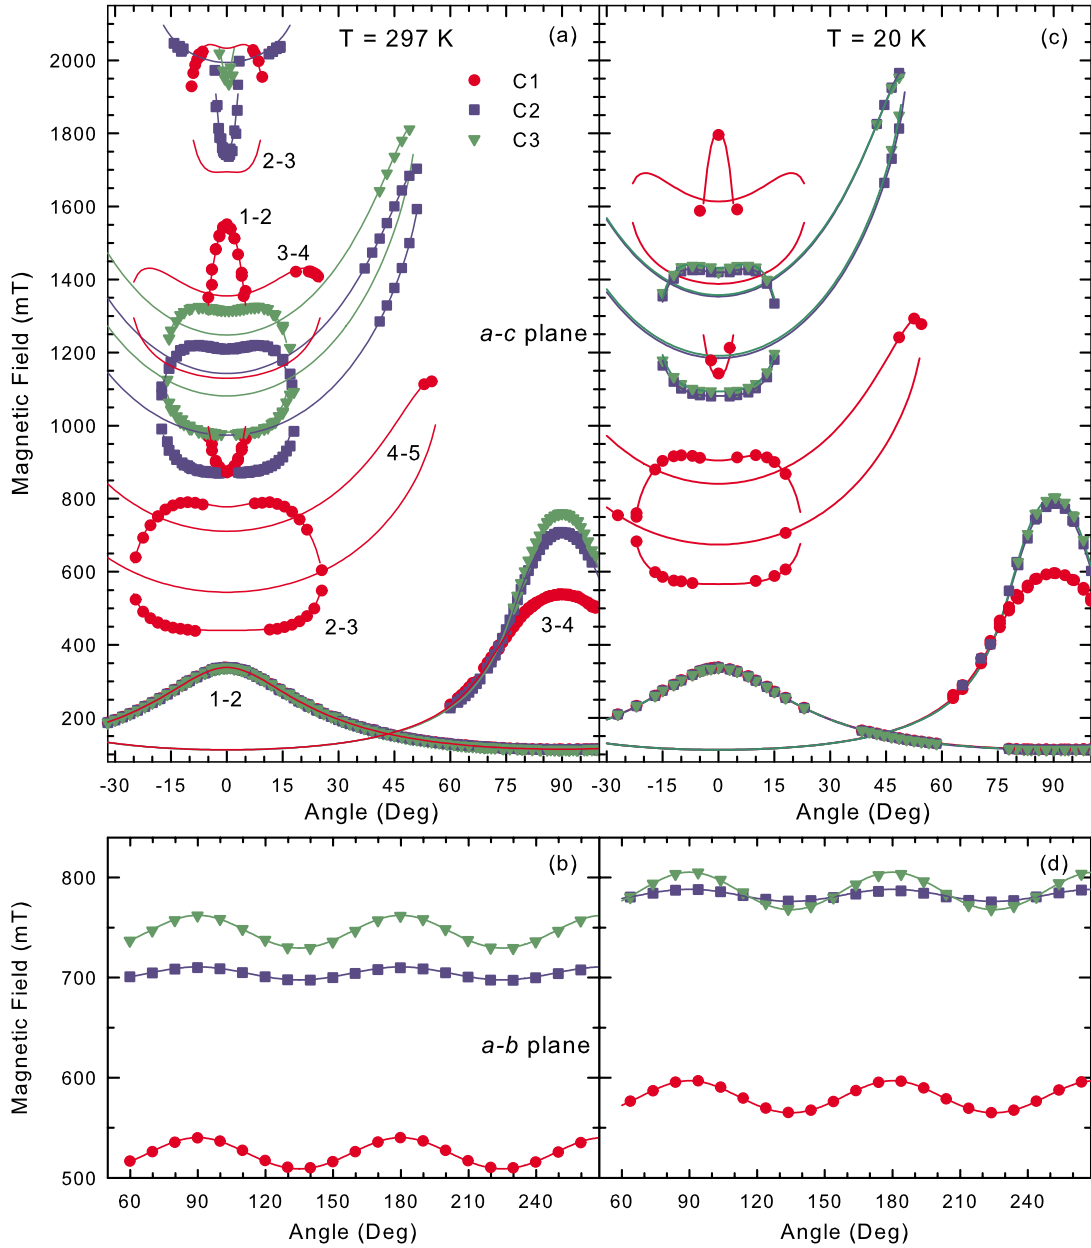 T = 297 K
(a)
C1
C2
C3
2-3
1-2
3-4
4-5
2-3
3-4
1-2
a-c plane
2000
1800
1600
1400
1200
1000
800
600
400
200
Magnetic Field (mT)
-30 -15 0 15 30 45 60 75 90
Angle (Deg)
T = 20 K
(c)
-30 -15 0 15 30 45 60 75 90
Angle (Deg)
(b)
a-b plane
800
700
600
500
Magnetic Field (mT)
60 90 120 150 180 210 240
Angle (Deg)
(d)
60 90 120 150 180 210 240
Angle (Deg)